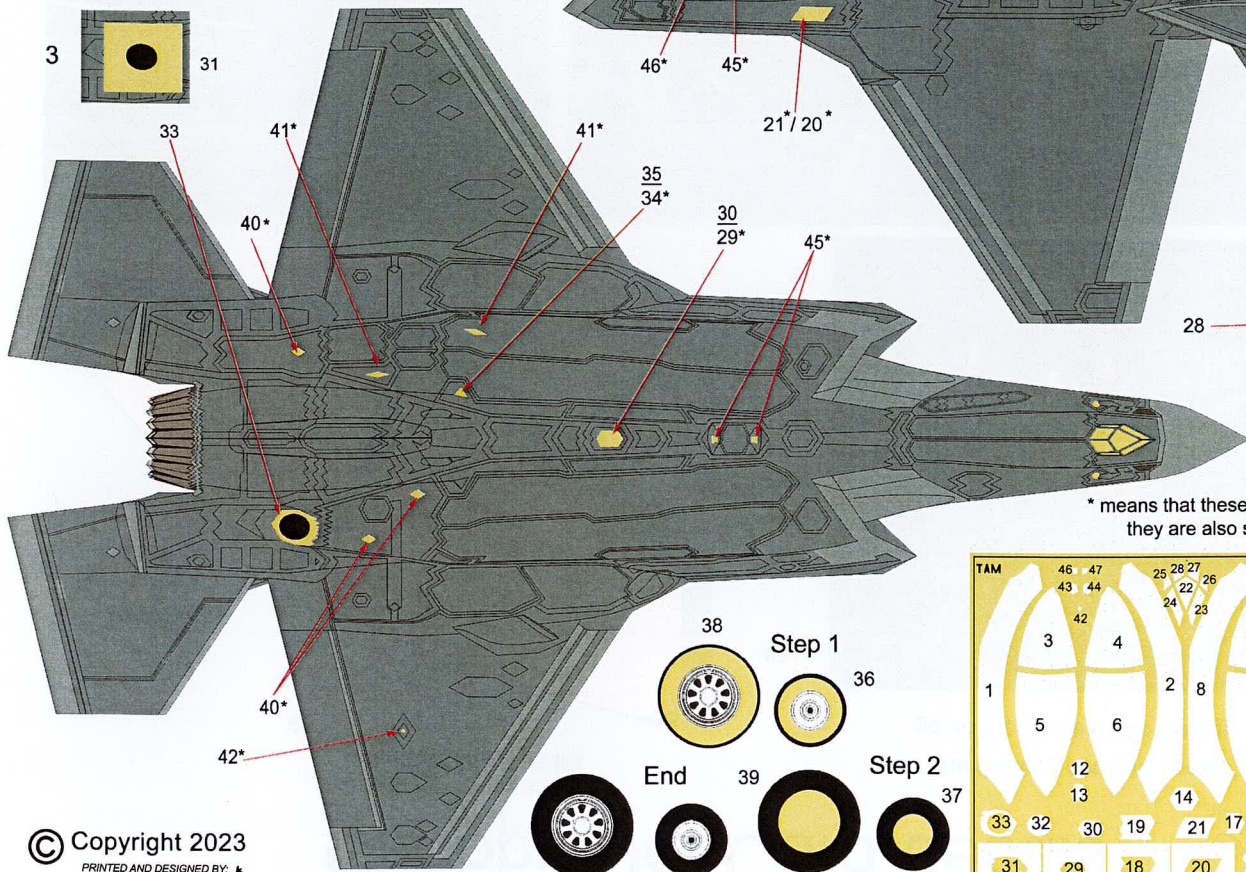 3
31
46*
45*
21*/ 20*
33
41*
41*
35
34*
30
29*
40*
45*
28
* means that these
they are also s
40*
42*
38
Step 1
36
End
39
Step 2
37
© Copyright 2023
PRINTED AND DESIGNED BY:
TAM
46 47
43 44
42
25 28 27
22 26
24 23
3 4
1 2 8
5 6
12
13
14
33 32 30 19 21 17
31 29 18 20